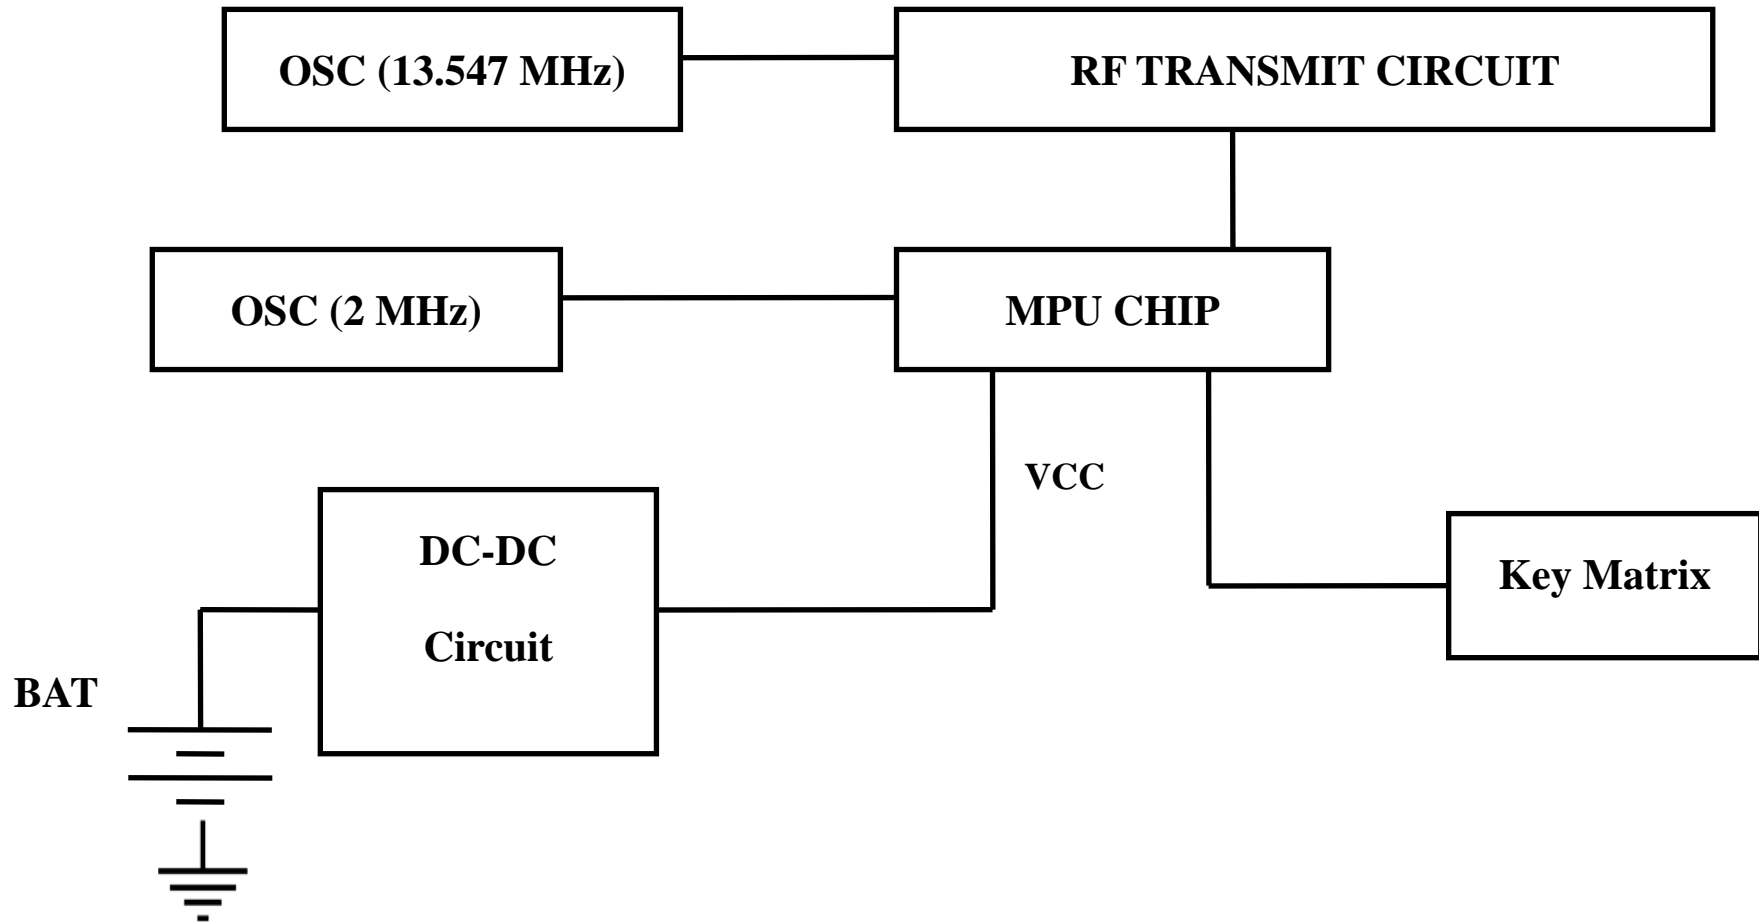 OSC (13.547 MHz)
RF TRANSMIT CIRCUIT
OSC (2 MHz)
MPU CHIP
VCC
DC-DC
Circuit
Key Matrix
BAT